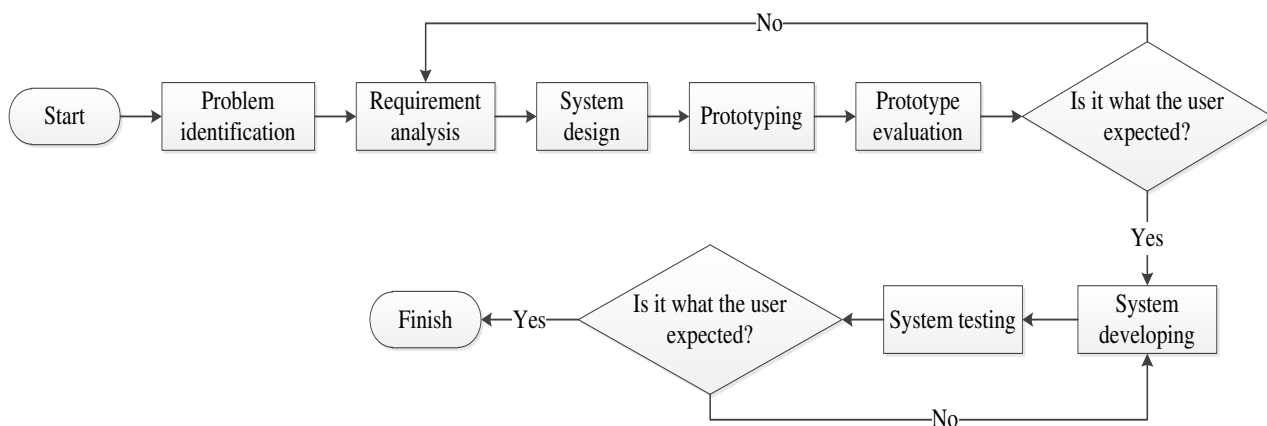 No
Start
Problem
identification
Requirement
analysis
System
design
Prototyping
Prototype
evaluation
Is it what the user
expected?
Yes
System
developing
System testing
Is it what the user
expected?
Yes
Finish
No